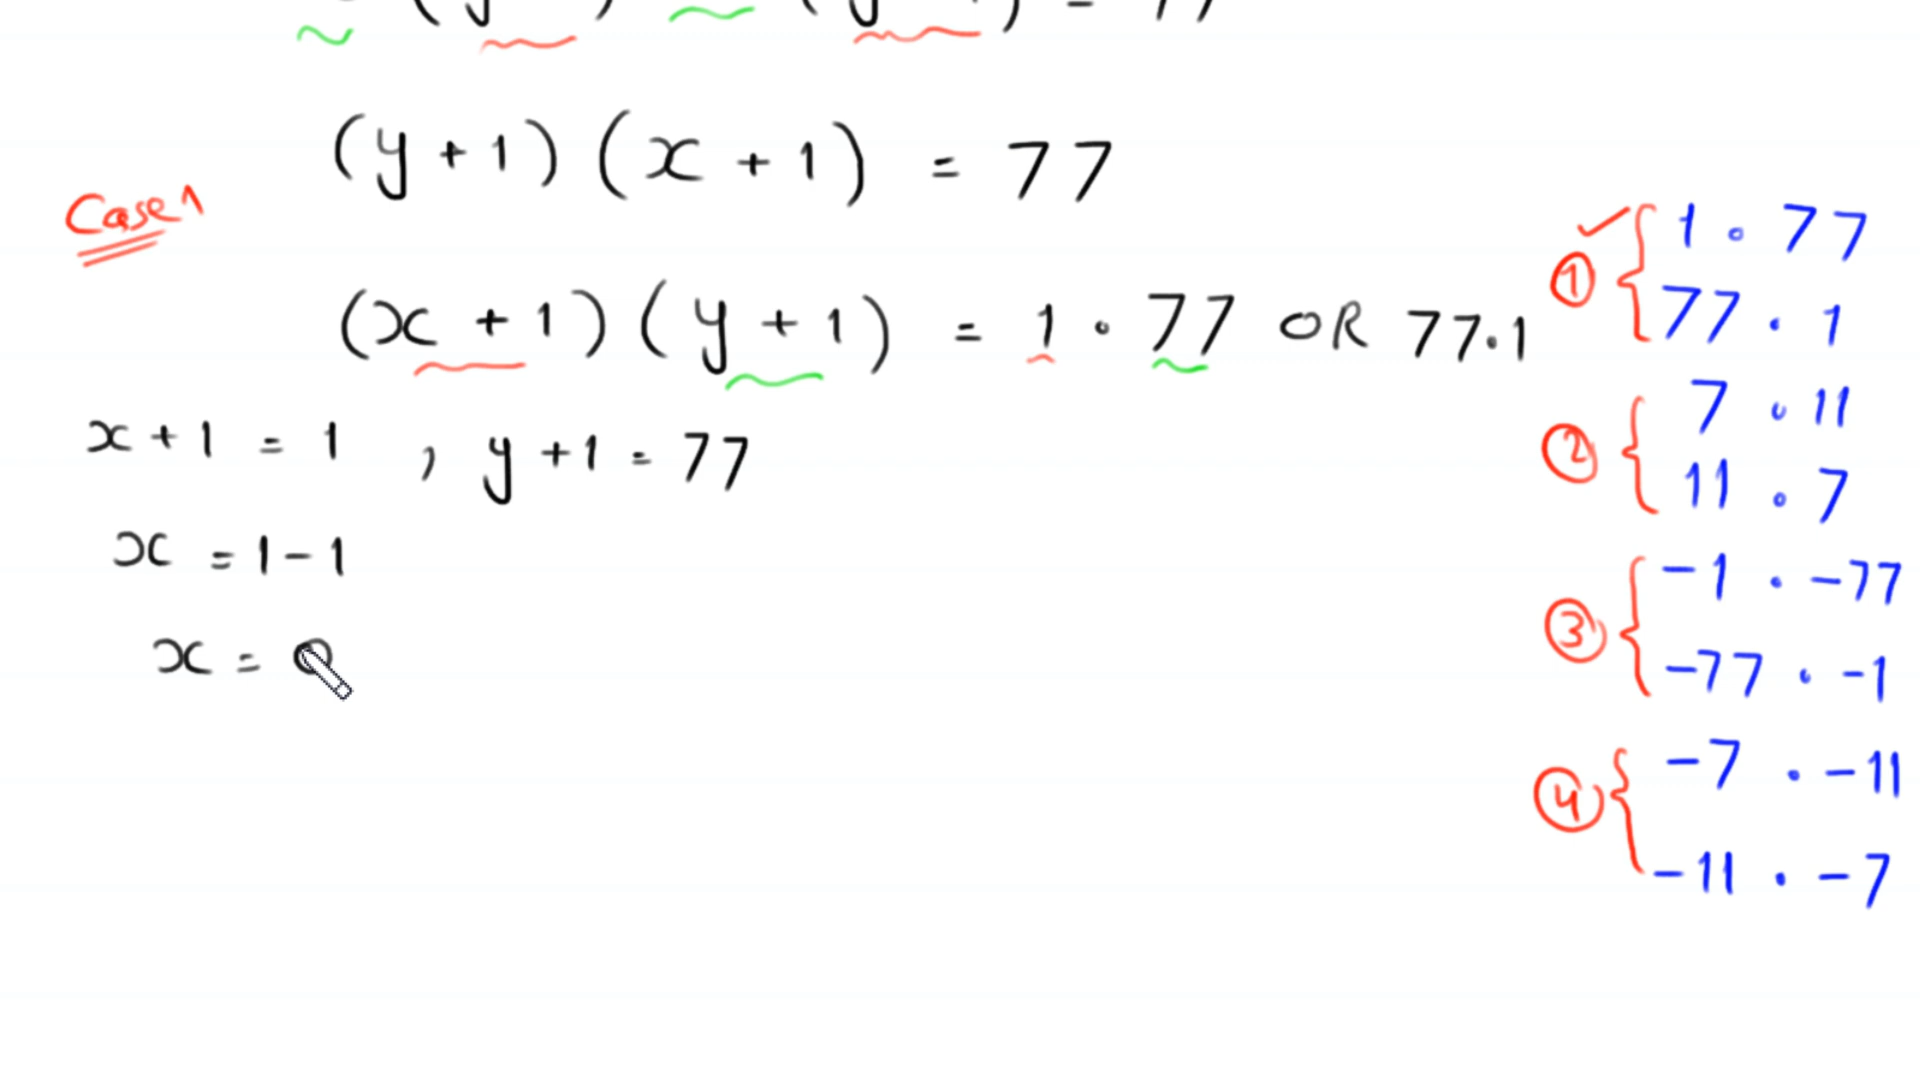 = 77
(y + 1) (x + 1) = 77
Case 1
(x + 1) (y + 1) = 1 · 77 OR 77 · 1
x + 1 = 1 , y + 1 = 77
x = 1 - 1
x = 0
① 1 · 77
77 · 1
② 7 · 11
11 · 7
③ -1 · -77
-77 · -1
④ -7 · -11
-11 · -7